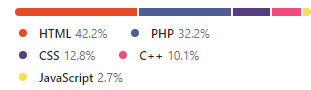 HTML 42.2% PHP 32.2%
CSS 12.8% C++ 10.1%
JavaScript 2.7%